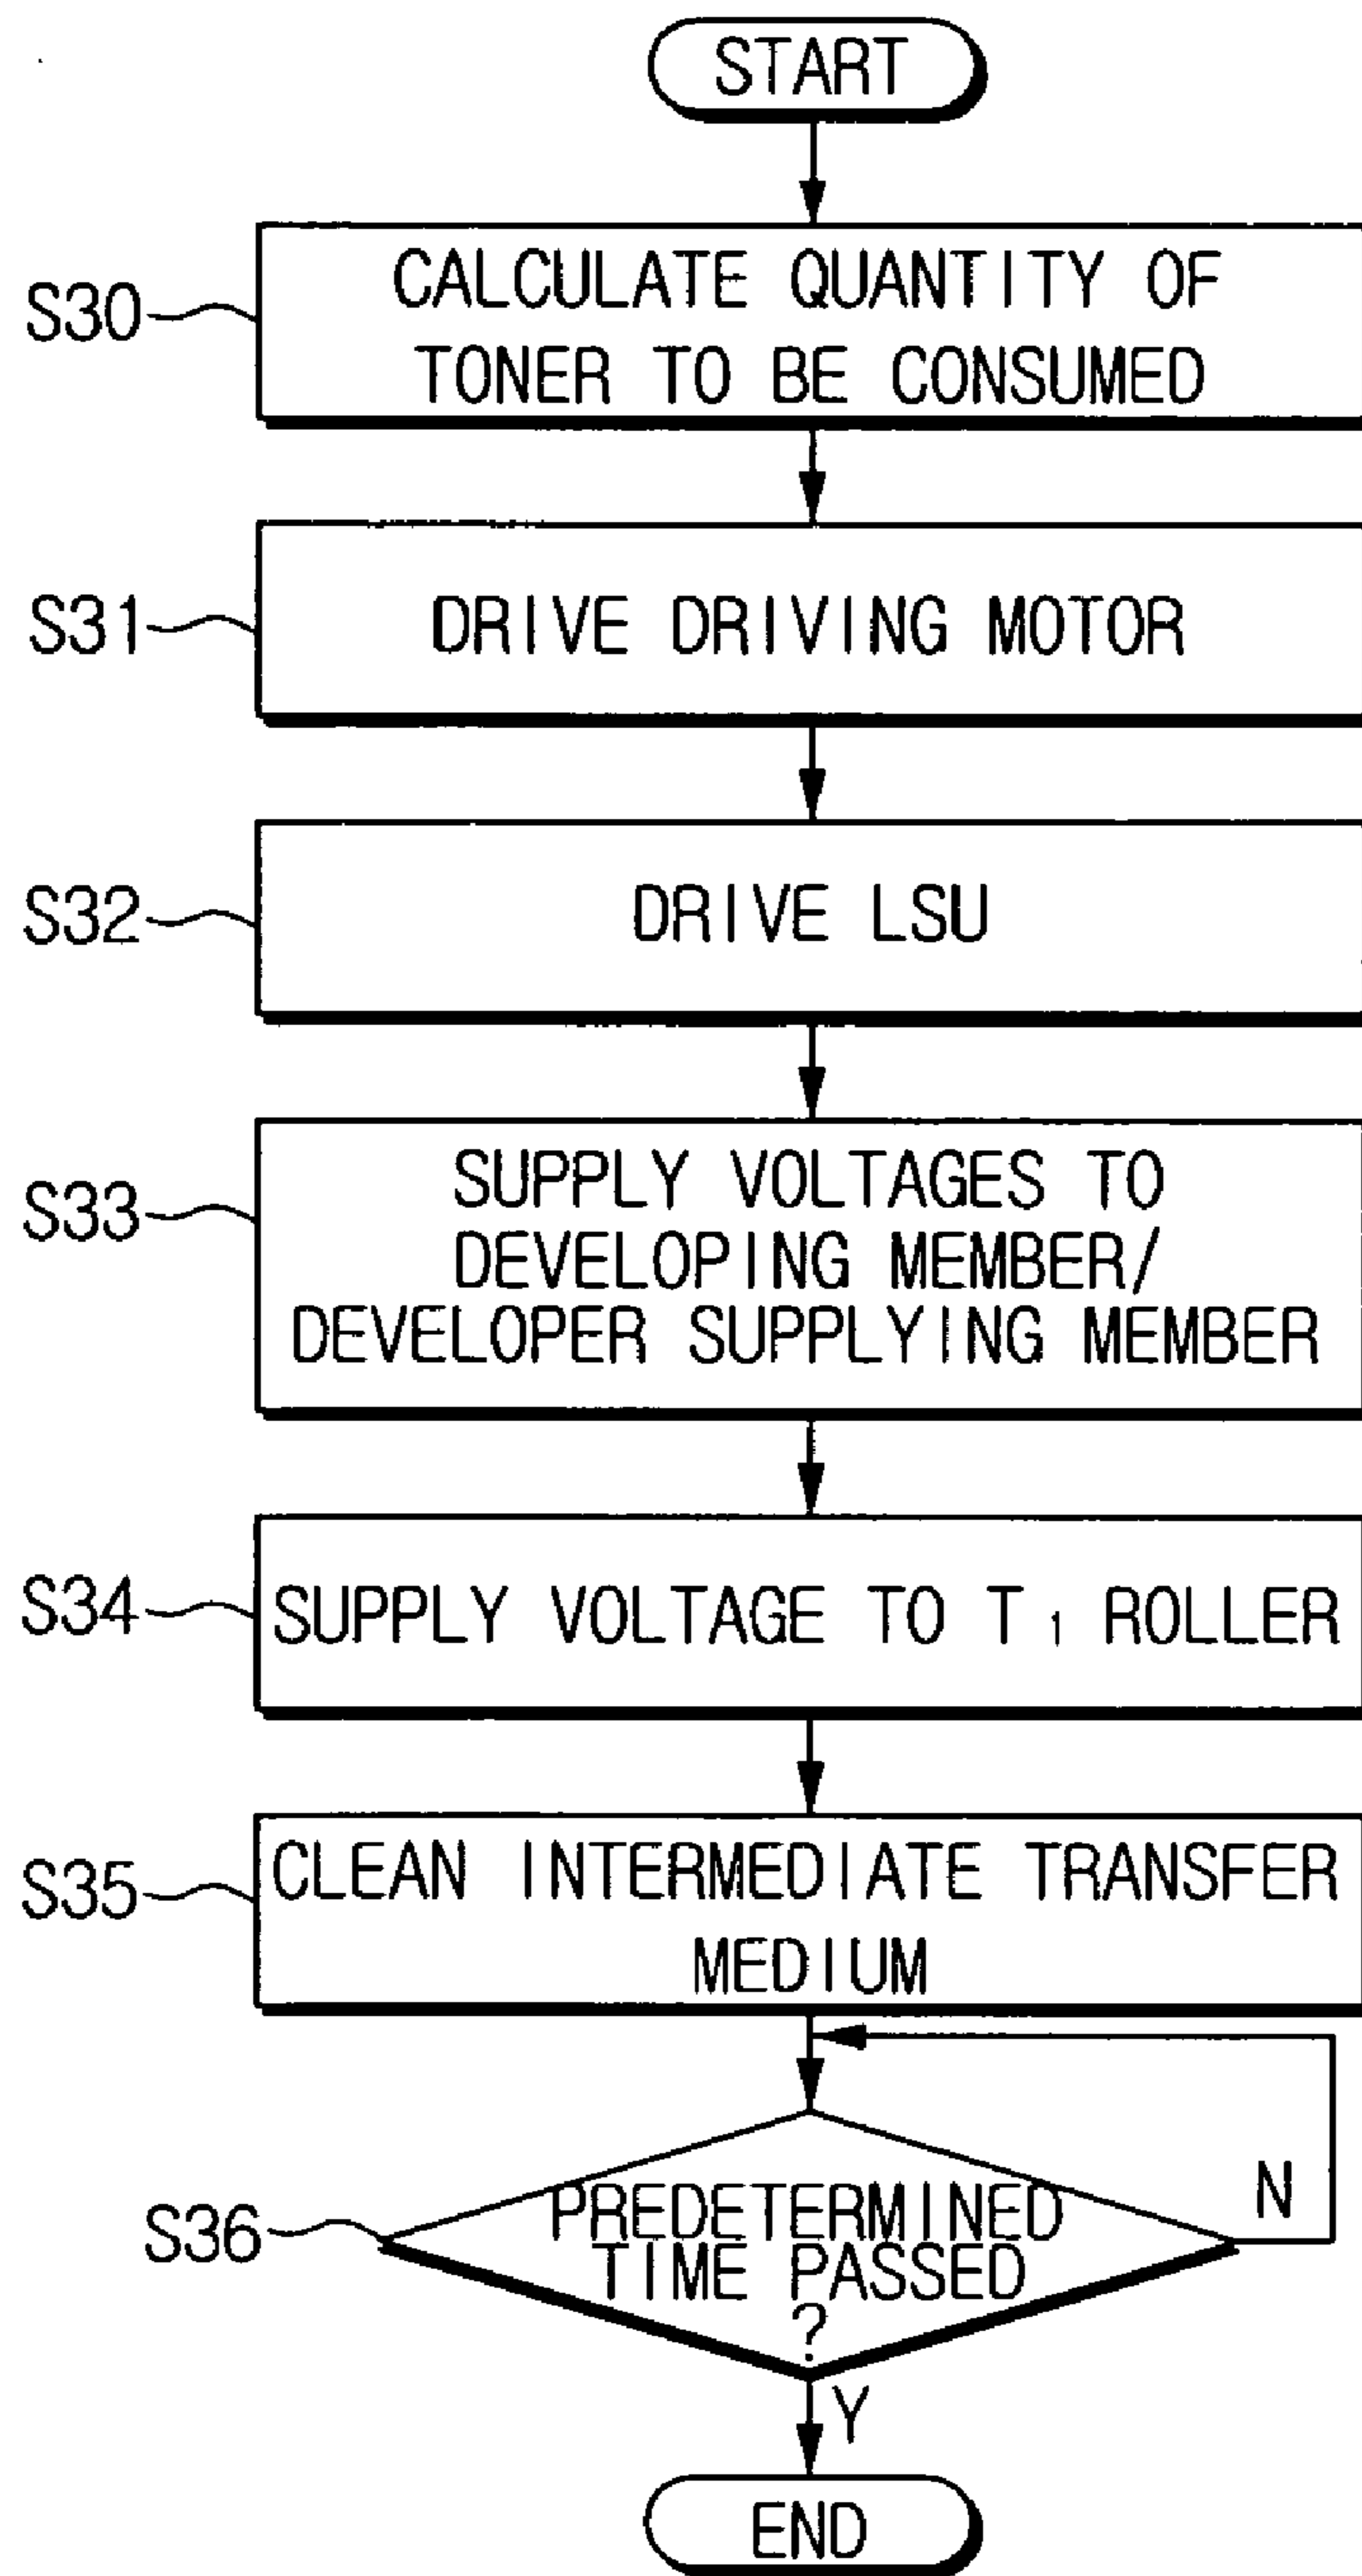 START
S30
CALCULATE QUANTITY OF
TONER TO BE CONSUMED
S31
DRIVE DRIVING MOTOR
S32
DRIVE LSU
S33
SUPPLY VOLTAGES TO
DEVELOPING MEMBER/
DEVELOPER SUPPLYING MEMBER
S34
SUPPLY VOLTAGE TO T₁ ROLLER
S35
CLEAN INTERMEDIATE TRANSFER
MEDIUM
S36
PREDETERMINED
TIME PASSED
?
N
Y
END